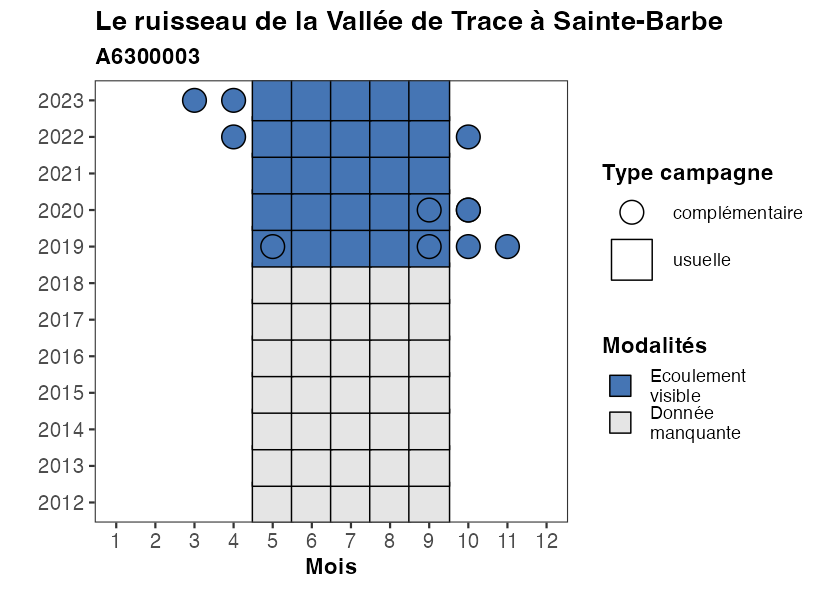 Le ruisseau de la Vallée de Trace à Sainte-Barbe
A6300003
2023
2022
2021
2020
2019
2018
2017
2016
2015
2014
2013
2012
1 2 3 4 5 6 7 8 9 10 11 12
Mois
Type campagne
complémentaire
usuelle
Modalités
Ecoulement
visible
Donnée
manquante